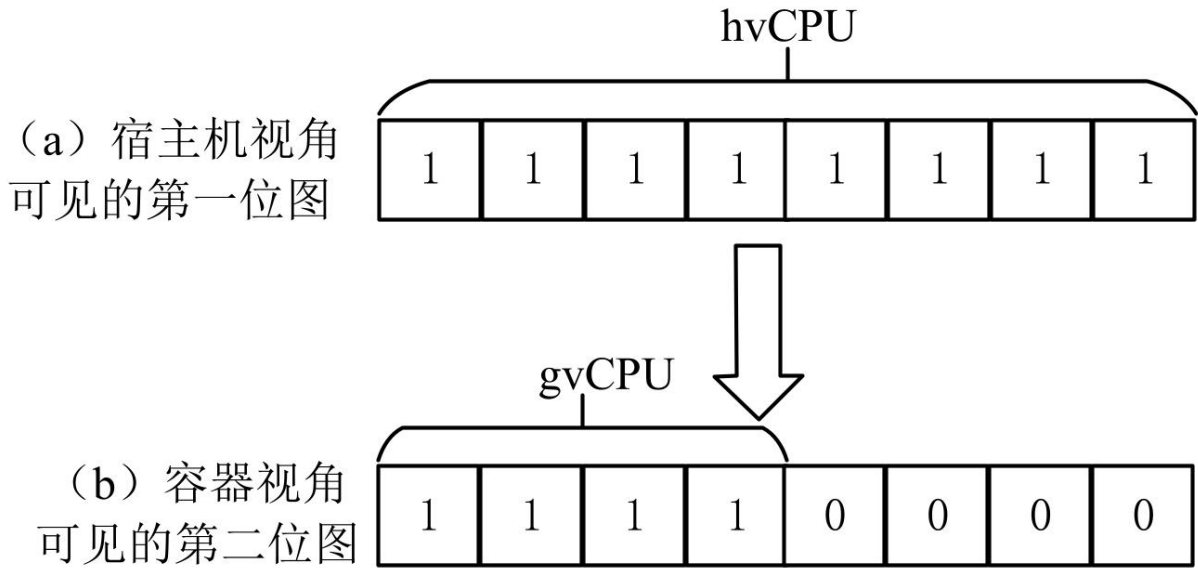 hvCPU
（a）宿主机视角
可见的第一位图
1 1 1 1 1 1 1 1
gvCPU
（b）容器视角
可见的第二位图
1 1 1 1 0 0 0 0